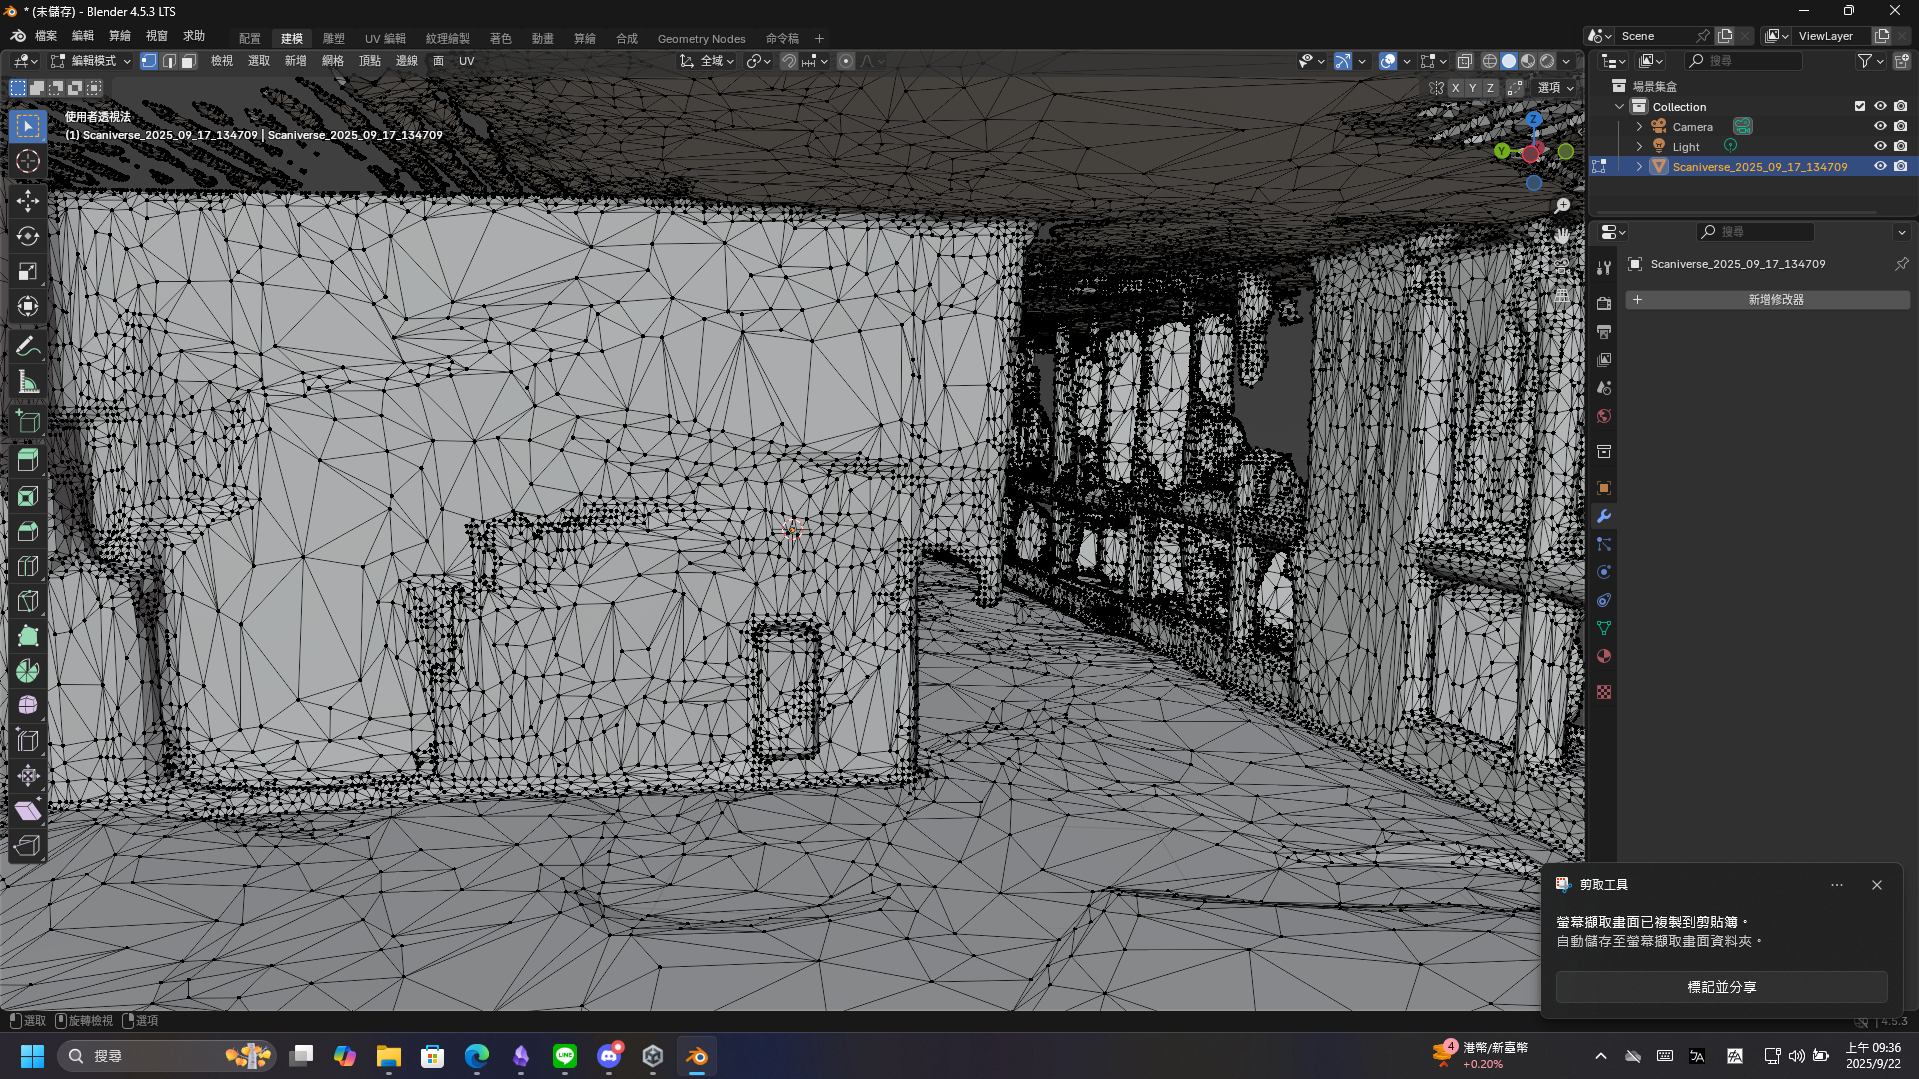 * (未儲存) - Blender 4.5.3 LTS
檔案 編輯 算繪 視窗 求助
配置 建模 雕塑 UV 編輯 紋理繪製 著色 動畫 算繪 合成 Geometry Nodes 命令稿 +
Scene
ViewLayer
編輯模式 檢視 選取 新增 網格 頂點 邊線 面 UV
全域
搜尋
X Y Z 選項
場景集盒
Collection
Camera
Light
Scaniverse_2025_09_17_134709
使用者透視法
(1) Scaniverse_2025_09_17_134709 | Scaniverse_2025_09_17_134709
Z
Y
搜尋
Scaniverse_2025_09_17_134709
+ 新增修改器
剪取工具
螢幕擷取畫面已複製到剪貼簿。
自動儲存至螢幕擷取畫面資料夾。
標記並分享
選取 旋轉檢視 選項
4.5.3
搜尋
4
港幣/新臺幣
+0.20%
上午 09:36
2025/9/22